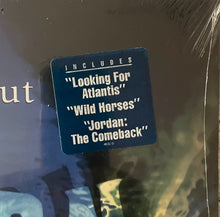 INCLUDES
"Looking For
Atlantis"
"Wild Horses"
"Jordan:
The Comeback"
ut